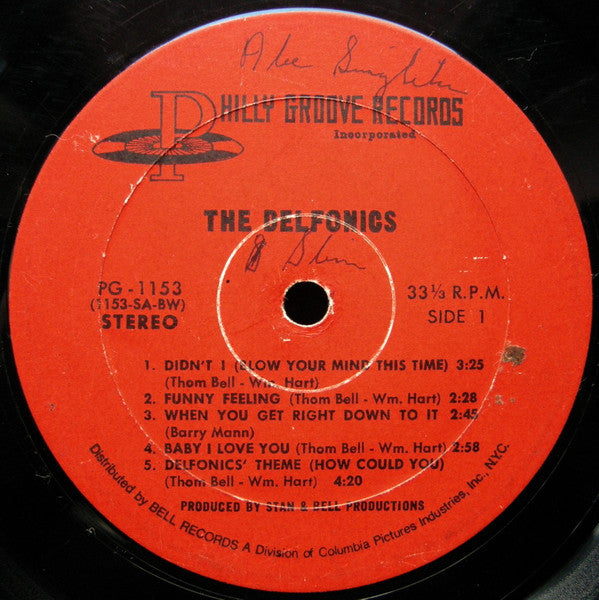 Abe Singleton
PHILLY GROOVE RECORDS
Incorporated
THE DELFONICS
PG - 1153
(1153-SA-BW)
STEREO
33⅓ R.P.M.
SIDE 1
1. DIDN'T I (BLOW YOUR MIND THIS TIME) 3:25
(Thom Bell - Wm. Hart)
2. FUNNY FEELING (Thom Bell - Wm. Hart) 2:28
3. WHEN YOU GET RIGHT DOWN TO IT 2:45
(Barry Mann)
4. BABY I LOVE YOU (Thom Bell - Wm. Hart) 2:58
5. DELFONICS' THEME (HOW COULD YOU)
(Thom Bell - Wm. Hart) 4:20
PRODUCED BY STAN & BELL PRODUCTIONS
Distributed by BELL RECORDS A Division of Columbia Pictures Industries, Inc., N.Y.C.